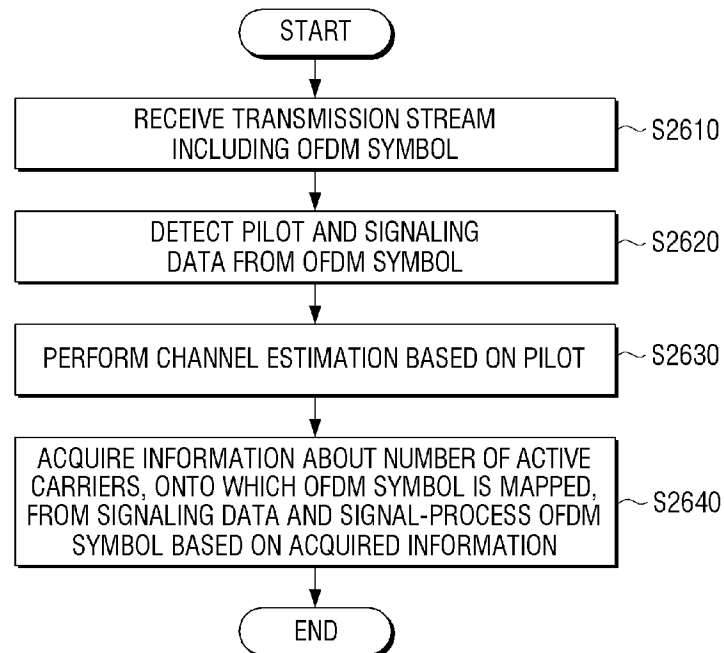 START
RECEIVE TRANSMISSION STREAM
INCLUDING OFDM SYMBOL
S2610
DETECT PILOT AND SIGNALING
DATA FROM OFDM SYMBOL
S2620
PERFORM CHANNEL ESTIMATION BASED ON PILOT
S2630
ACQUIRE INFORMATION ABOUT NUMBER OF ACTIVE
CARRIERS, ONTO WHICH OFDM SYMBOL IS MAPPED,
FROM SIGNALING DATA AND SIGNAL-PROCESS OFDM
SYMBOL BASED ON ACQUIRED INFORMATION
S2640
END